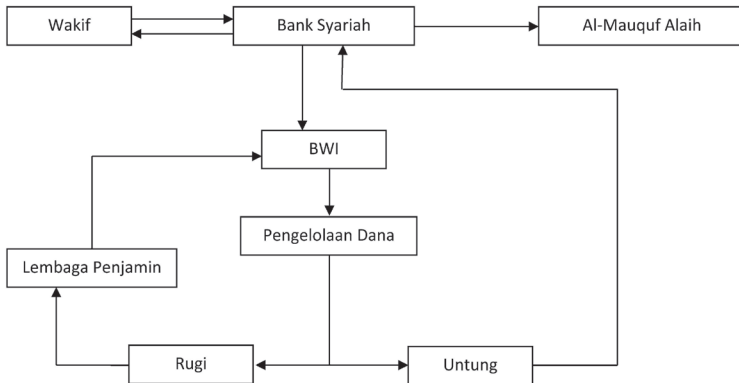 Wakif
Bank Syariah
Al-Mauquf Alaih
BWI
Pengelolaan Dana
Lembaga Penjamin
Rugi
Untung